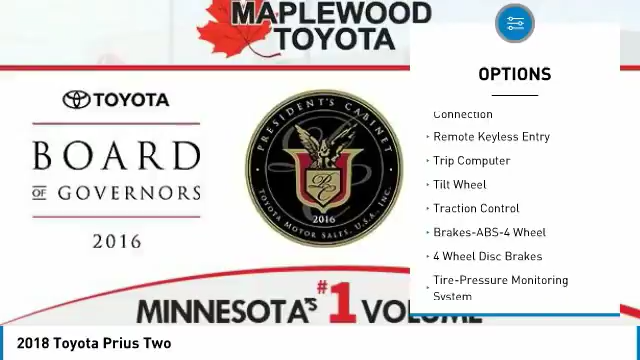 MAPLEWOOD
TOYOTA
TOYOTA
BOARD
OF GOVERNORS
2016
PRESIDENT'S CABINET
PC
2016
TOYOTA MOTOR SALES, U.S.A., INC.
MINNESOTA'S #1 VOLUME
OPTIONS
Connection
Remote Keyless Entry
Trip Computer
Tilt Wheel
Traction Control
Brakes-ABS-4 Wheel
4 Wheel Disc Brakes
Tire-Pressure Monitoring
System
2018 Toyota Prius Two